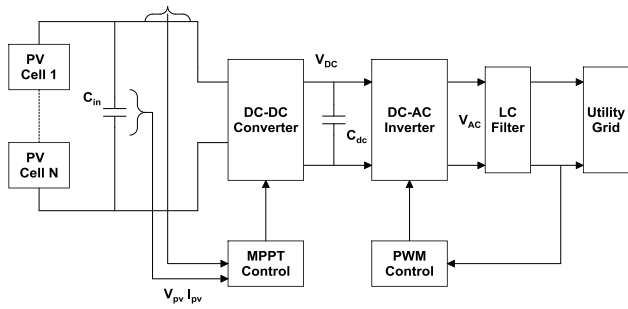 PV
Cell 1
PV
Cell N
C_in
DC-DC
Converter
V_DC
C_dc
DC-AC
Inverter
V_AC
LC
Filter
Utility
Grid
MPPT
Control
PWM
Control
V_pv I_pv